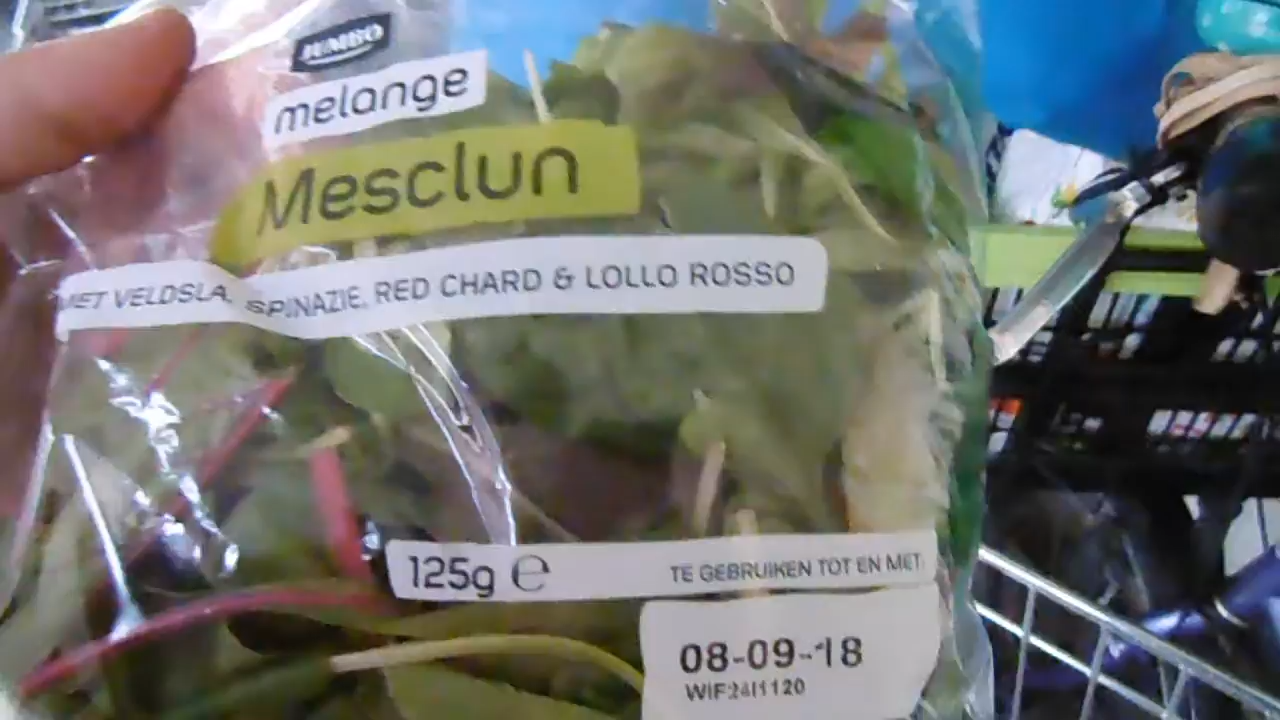 JUMBO
melange
Mesclun
MET VELDSLA, SPINAZIE, RED CHARD & LOLLO ROSSO
125g ℮
TE GEBRUIKEN TOT EN MET:
08-09-18